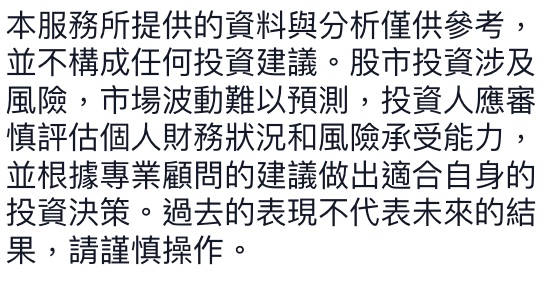 本服務所提供的資料與分析僅供參考，
並不構成任何投資建議。股市投資涉及
風險，市場波動難以預測，投資人應審
慎評估個人財務狀況和風險承受能力，
並根據專業顧問的建議做出適合自身的
投資決策。過去的表現不代表未來的結
果，請謹慎操作。